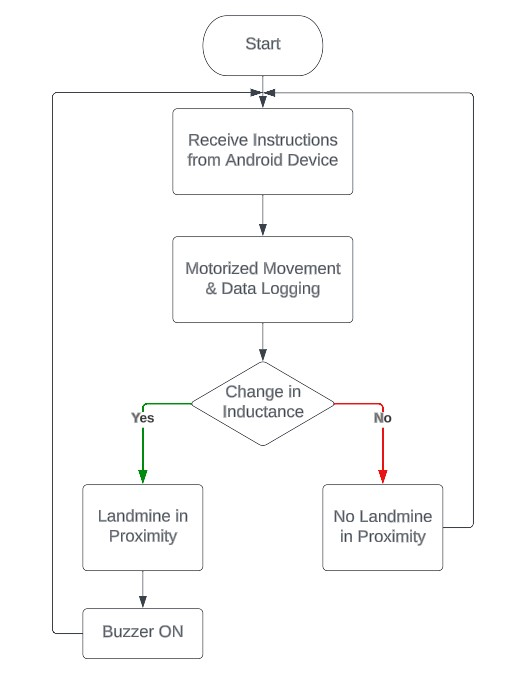 Start
Receive Instructions
from Android Device
Motorized Movement
& Data Logging
Change in
Inductance
Yes
No
Landmine in
Proximity
No Landmine
in Proximity
Buzzer ON